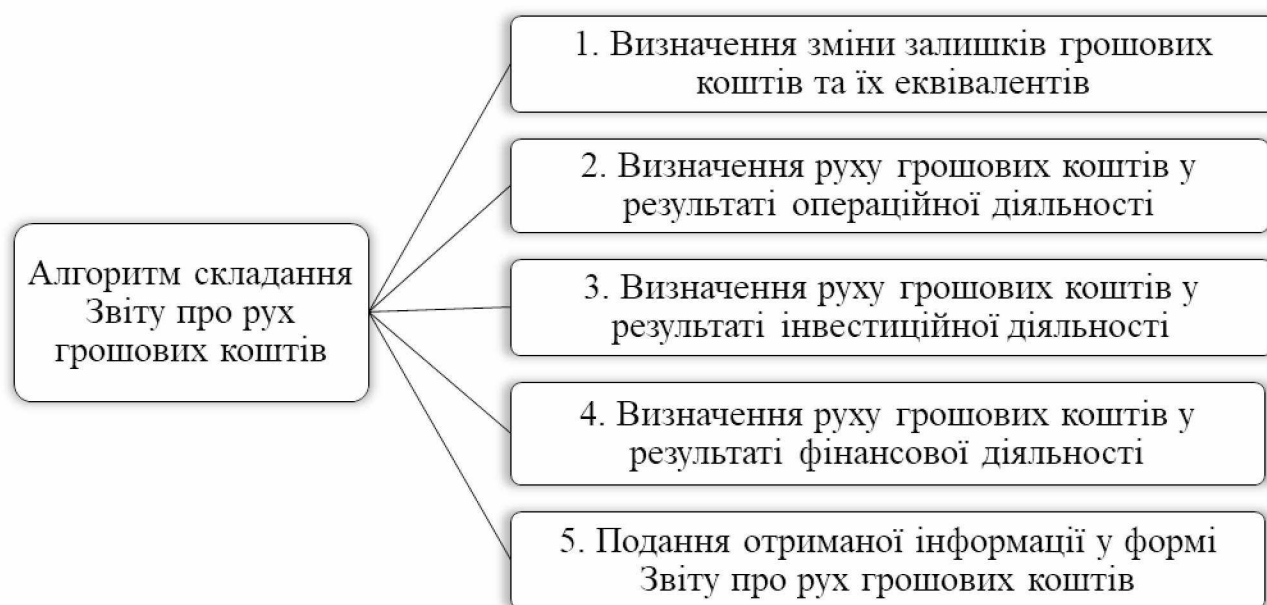 Алгоритм складання
Звіту про рух
грошових коштів
1. Визначення зміни залишків грошових
коштів та їх еквівалентів
2. Визначення руху грошових коштів у
результаті операційної діяльності
3. Визначення руху грошових коштів у
результаті інвестиційної діяльності
4. Визначення руху грошових коштів у
результаті фінансової діяльності
5. Подання отриманої інформації у формі
Звіту про рух грошових коштів